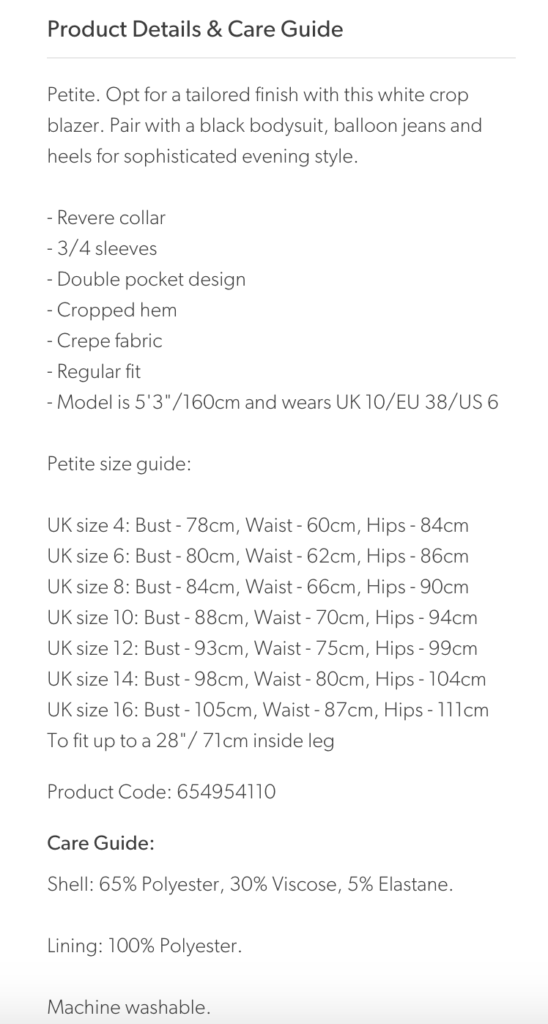 Product Details & Care Guide
Petite. Opt for a tailored finish with this white crop
blazer. Pair with a black bodysuit, balloon jeans and
heels for sophisticated evening style.
- Revere collar
- 3/4 sleeves
- Double pocket design
- Cropped hem
- Crepe fabric
- Regular fit
- Model is 5'3"/160cm and wears UK 10/EU 38/US 6
Petite size guide:
UK size 4: Bust - 78cm, Waist - 60cm, Hips - 84cm
UK size 6: Bust - 80cm, Waist - 62cm, Hips - 86cm
UK size 8: Bust - 84cm, Waist - 66cm, Hips - 90cm
UK size 10: Bust - 88cm, Waist - 70cm, Hips - 94cm
UK size 12: Bust - 93cm, Waist - 75cm, Hips - 99cm
UK size 14: Bust - 98cm, Waist - 80cm, Hips - 104cm
UK size 16: Bust - 105cm, Waist - 87cm, Hips - 111cm
To fit up to a 28"/ 71cm inside leg
Product Code: 654954110
Care Guide:
Shell: 65% Polyester, 30% Viscose, 5% Elastane.
Lining: 100% Polyester.
Machine washable.